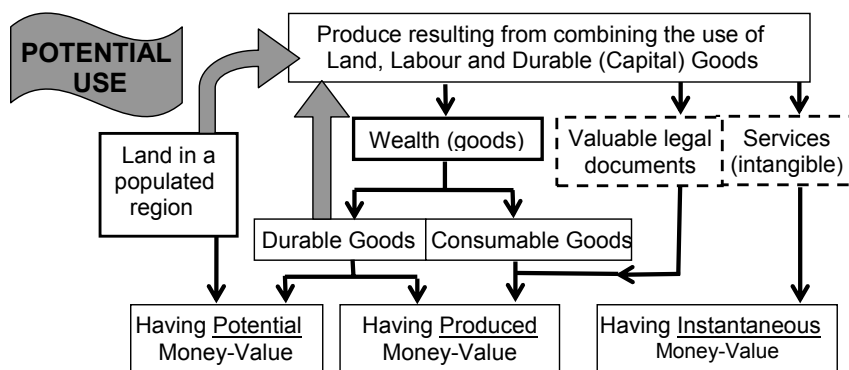 POTENTIAL
USE
Produce resulting from combining the use of
Land, Labour and Durable (Capital) Goods
Land in a
populated
region
Wealth (goods)
Valuable legal
documents
Services
(intangible)
Durable Goods
Consumable Goods
Having Potential
Money-Value
Having Produced
Money-Value
Having Instantaneous
Money-Value